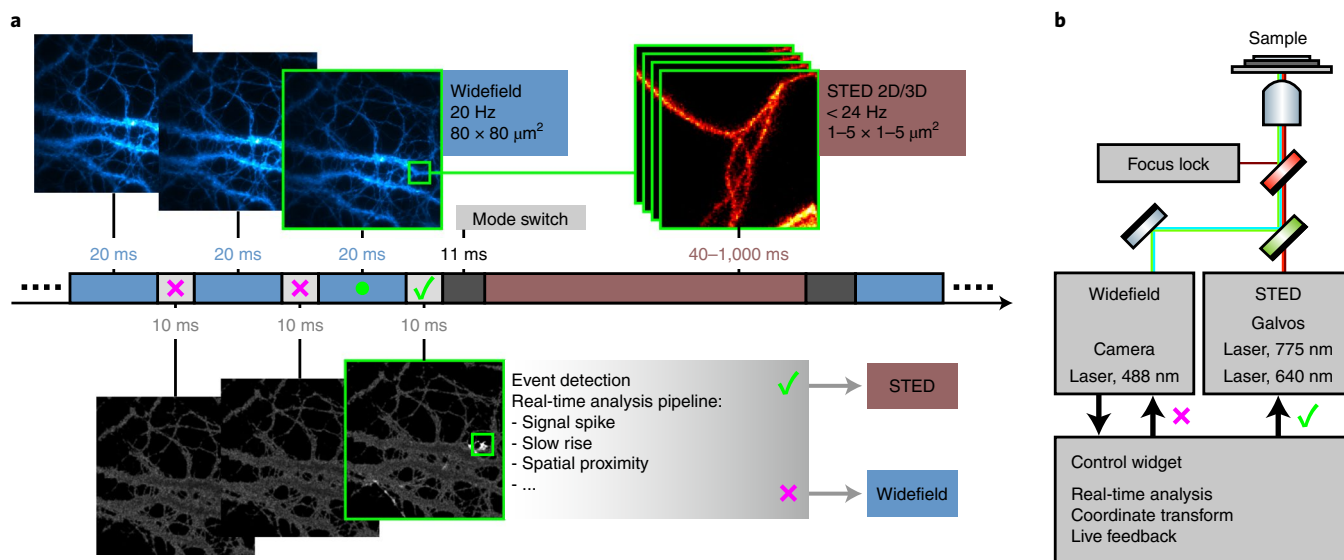 a
Widefield
20 Hz
80 × 80 μm²
STED 2D/3D
< 24 Hz
1–5 × 1–5 μm²
Mode switch
20 ms
20 ms
20 ms
11 ms
40–1,000 ms
10 ms
10 ms
10 ms
Event detection
Real-time analysis pipeline:
- Signal spike
- Slow rise
- Spatial proximity
- ...
STED
Widefield
b
Sample
Focus lock
Widefield
Camera
Laser, 488 nm
STED
Galvos
Laser, 775 nm
Laser, 640 nm
Control widget
Real-time analysis
Coordinate transform
Live feedback